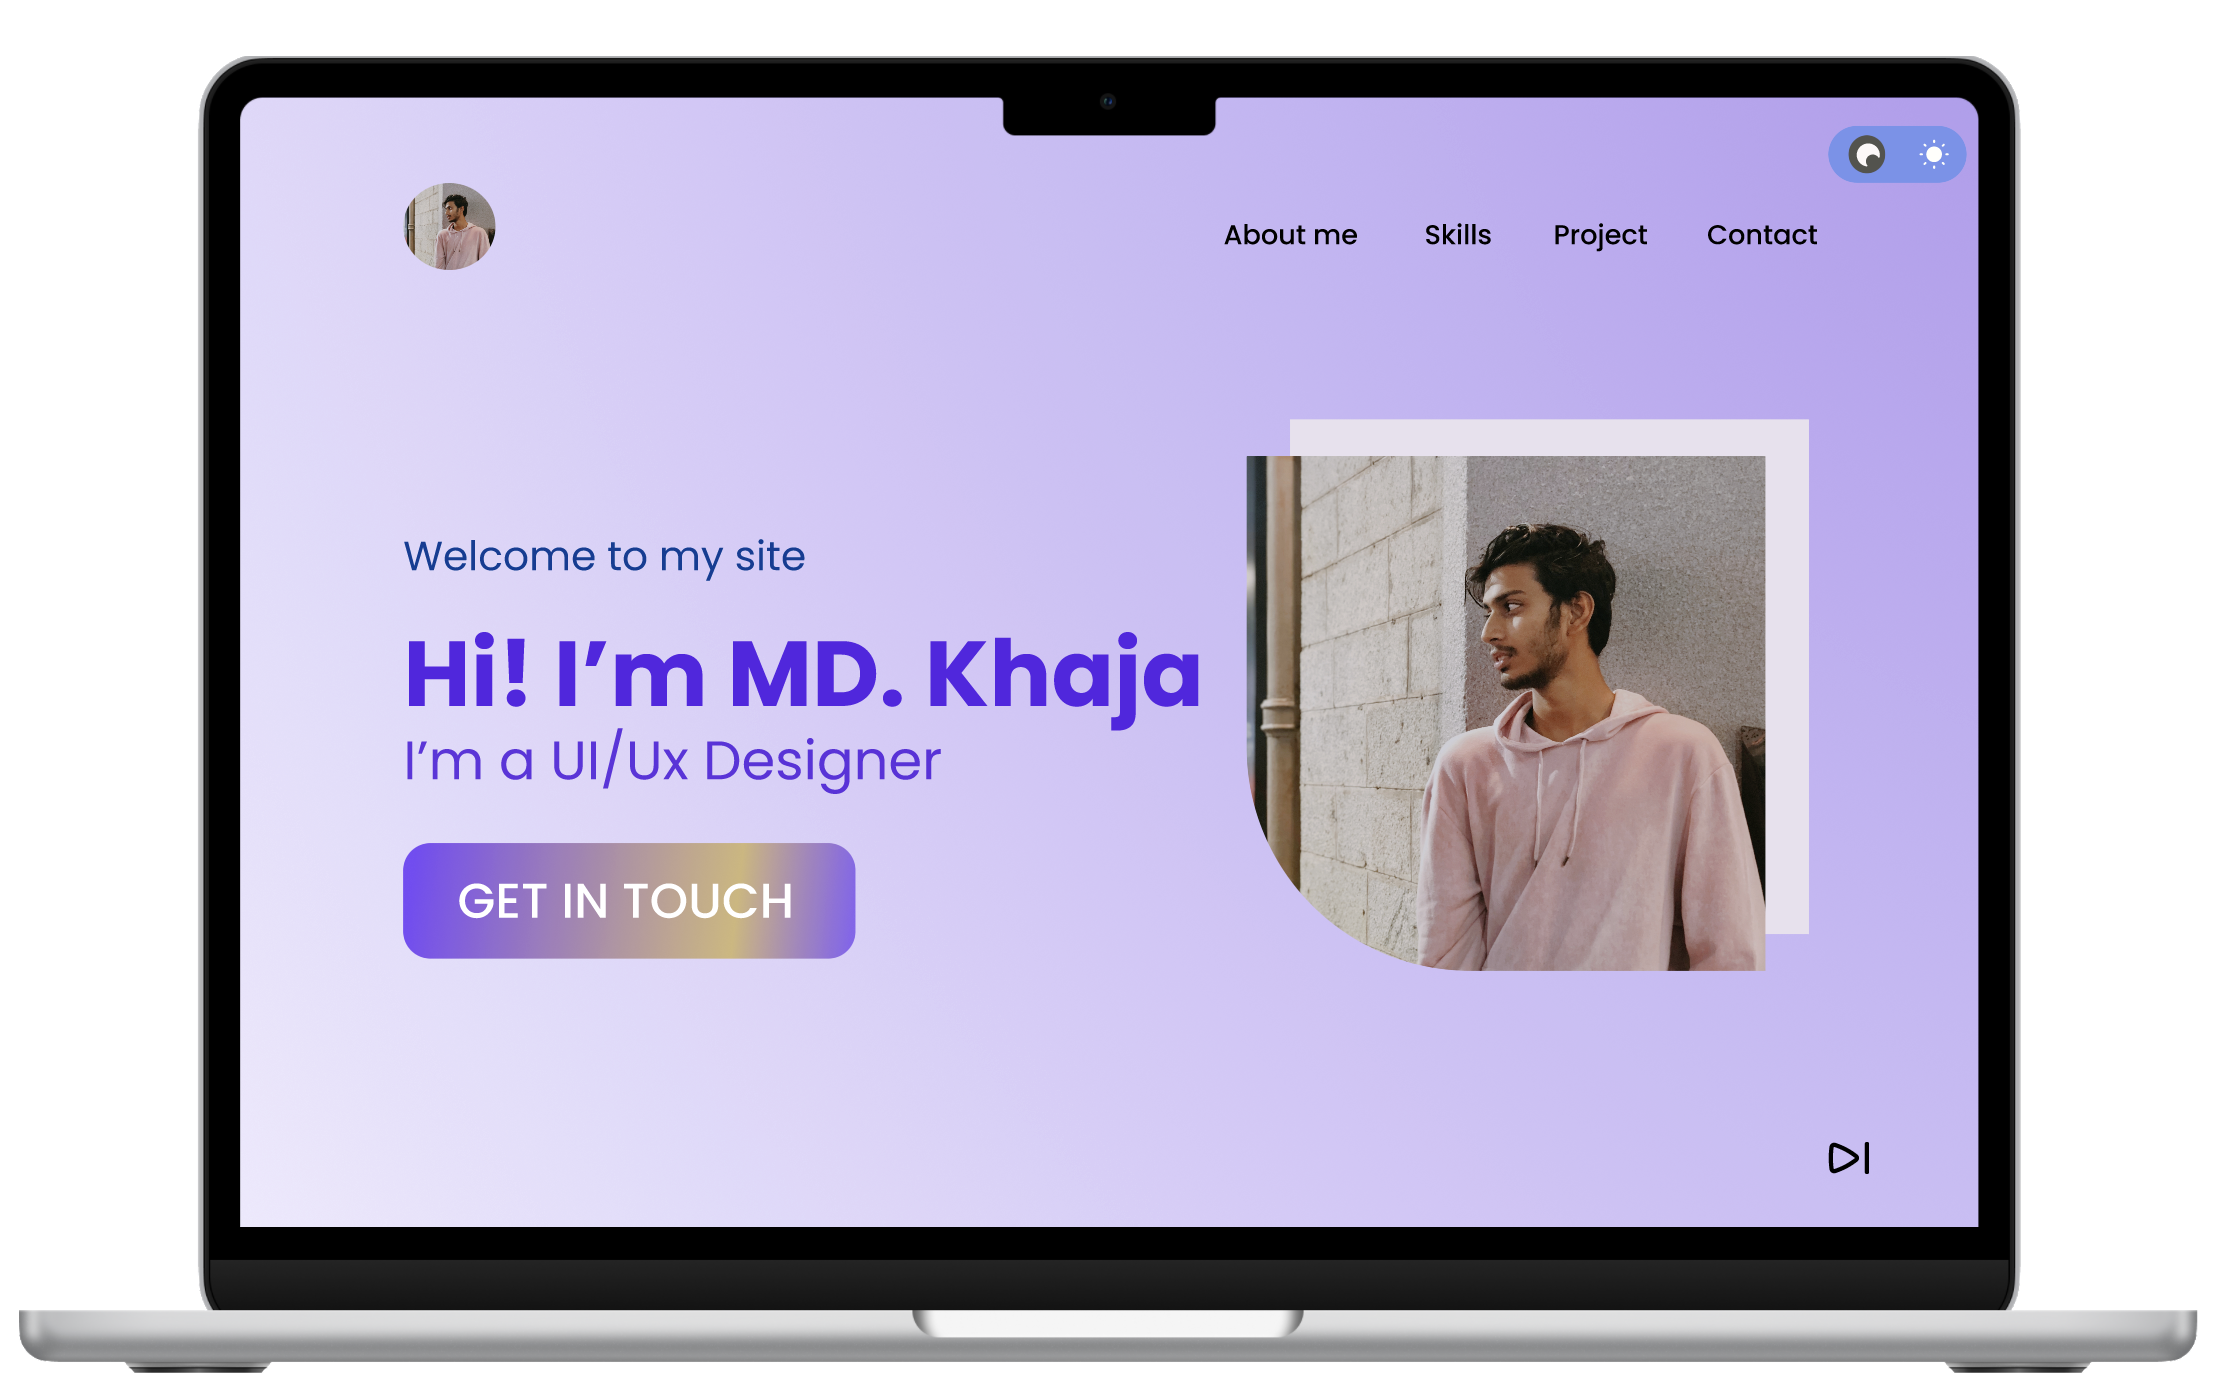 About me Skills Project Contact
Welcome to my site
Hi! I’m MD. Khaja
I’m a UI/Ux Designer
GET IN TOUCH